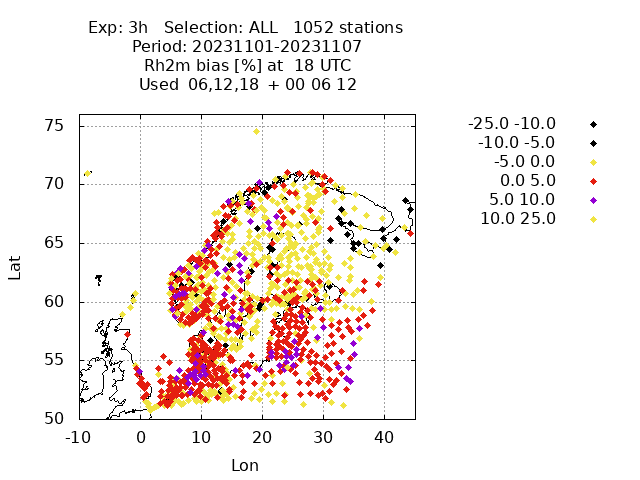 Exp: 3h   Selection: ALL   1052 stations
Period: 20231101-20231107
Rh2m bias [%] at  18 UTC
Used  06,12,18  + 00 06 12
-25.0 -10.0
-10.0 -5.0
-5.0 0.0
0.0 5.0
5.0 10.0
10.0 25.0
75
70
65
60
55
50
Lat
-10 0 10 20 30 40
Lon